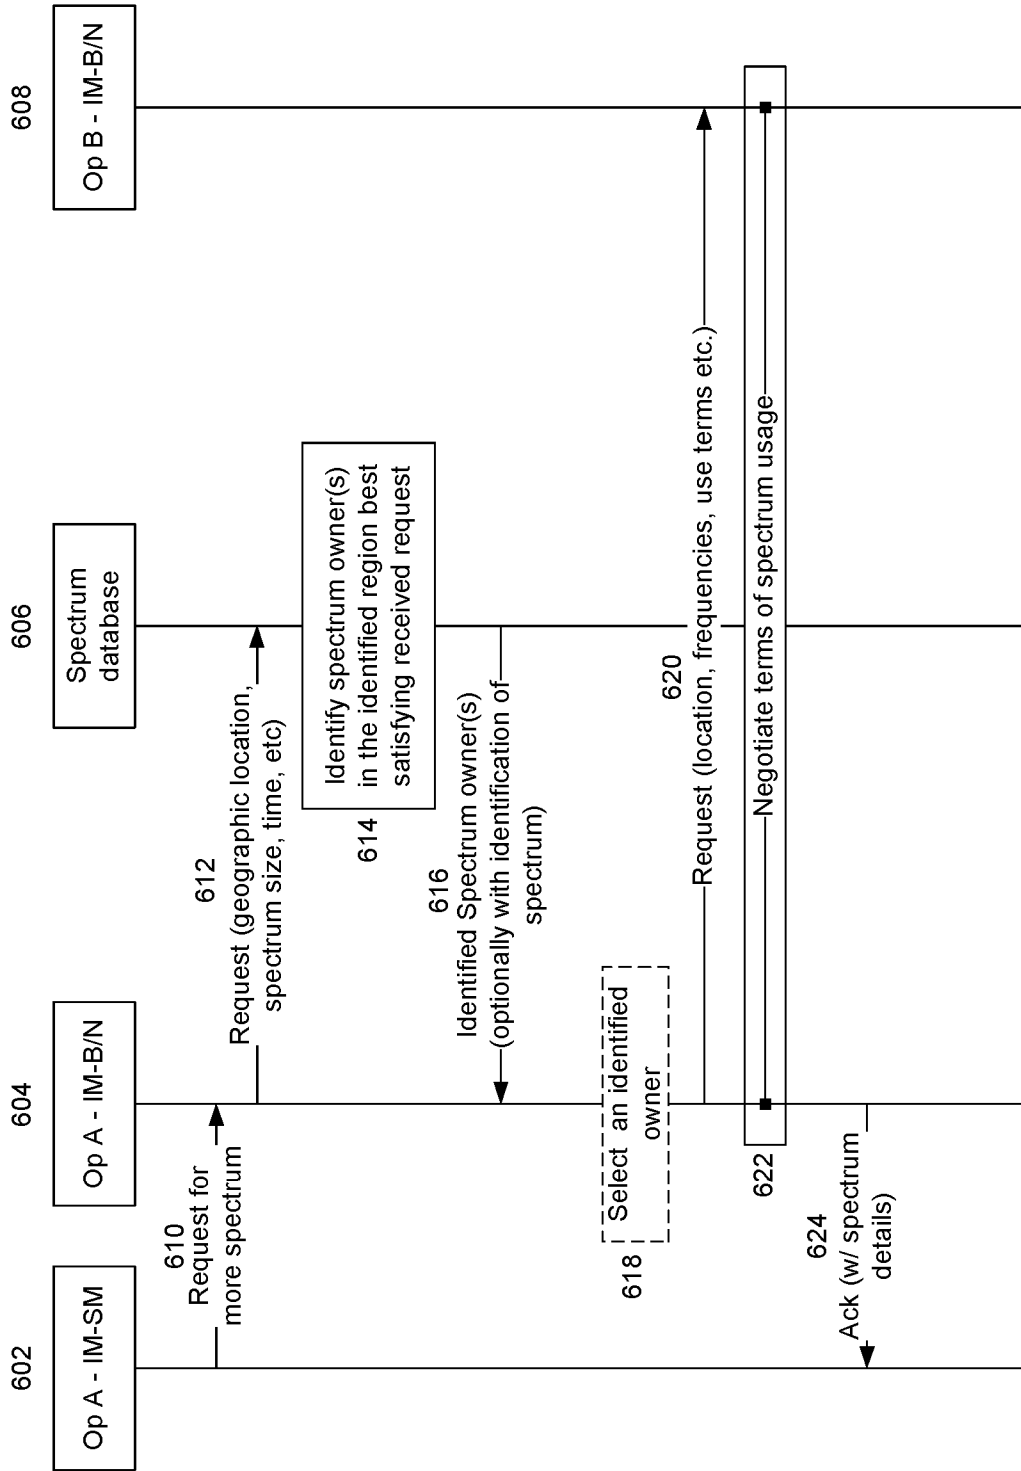 602
Op A - IM-SM
604
Op A - IM-B/N
606
Spectrum
database
608
Op B - IM-B/N
610
Request for
more spectrum
612
Request (geographic location,
spectrum size, time, etc)
614
Identify spectrum owner(s)
in the identified region best
satisfying received request
616
Identified Spectrum owner(s)
(optionally with identification of
spectrum)
618
Select an identified
owner
620
Request (location, frequencies, use terms etc.)
622
Negotiate terms of spectrum usage
624
Ack (w/ spectrum
details)